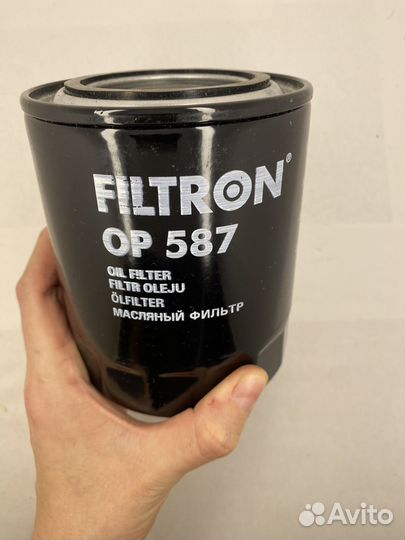 FILTRON®
OP 587
OIL FILTER
FILTR OLEJU
ÖLFILTER
МАСЛЯНЫЙ ФИЛЬТР
Avito